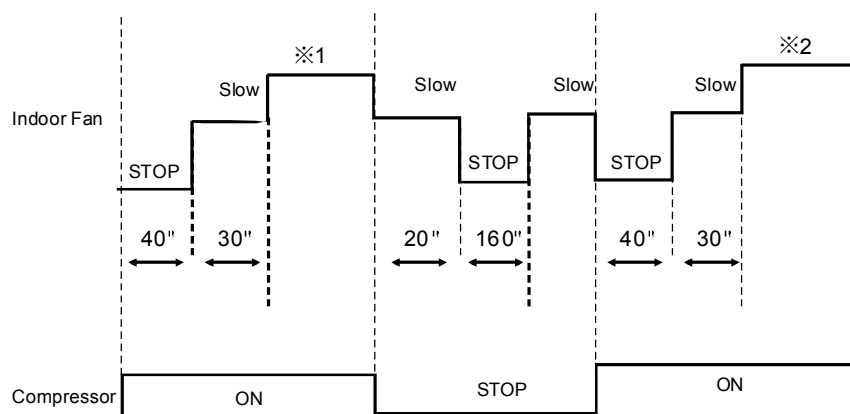 ※1 ※2
Slow Slow Slow Slow
Indoor Fan
STOP STOP STOP
40" 30" 20" 160" 40" 30"
Compressor ON STOP ON